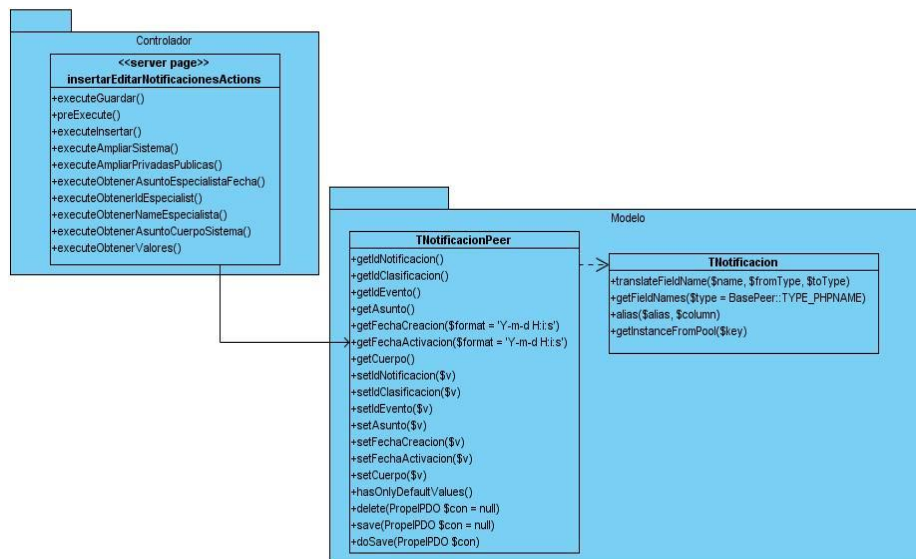 Controlador
<<server page>>
insertarEditarNotificacionesActions
+executeGuardar()
+preExecute()
+executeInsertar()
+executeAmpliarSistema()
+executeAmpliarPrivadasPublicas()
+executeObtenerAsuntoEspecialistaFecha()
+executeObtenerIdEspecialist()
+executeObtenerNameEspecialista()
+executeObtenerAsuntoCuerpoSistema()
+executeObtenerValores()
Modelo
TNotificacionPeer
+getIdNotificacion()
+getIdClasificacion()
+getIdEvento()
+getAsunto()
+getFechaCreacion($format = 'Y-m-d H:i:s')
+getFechaActivacion($format = 'Y-m-d H:i:s')
+getCuerpo()
+setIdNotificacion($v)
+setIdClasificacion($v)
+setIdEvento($v)
+setAsunto($v)
+setFechaCreacion($v)
+setFechaActivacion($v)
+setCuerpo($v)
+hasOnlyDefaultValues()
+delete(PropelPDO $con = null)
+save(PropelPDO $con = null)
+doSave(PropelPDO $con)
TNotificacion
+translateFieldName($name, $fromType, $toType)
+getFieldNames($type = BasePeer::TYPE_PHPNAME)
+alias($alias, $column)
+getInstanceFromPool($key)